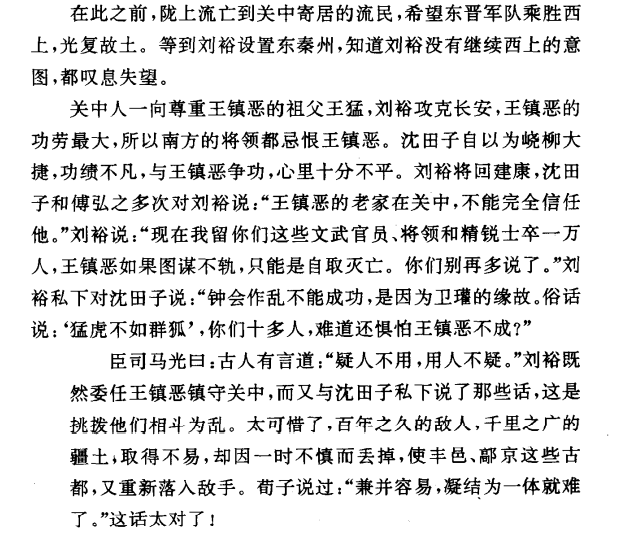 在此之前,陇上流亡到关中寄居的流民,希望东晋军队乘胜西
上,光复故土。等到刘裕设置东秦州,知道刘裕没有继续西上的意
图,都叹息失望。
关中人一向尊重王镇恶的祖父王猛,刘裕攻克长安,王镇恶的
功劳最大,所以南方的将领都忌恨王镇恶。沈田子自以为峣柳大
捷,功绩不凡,与王镇恶争功,心里十分不平。刘裕将回建康,沈田
子和傅弘之多次对刘裕说:“王镇恶的老家在关中,不能完全信任
他。”刘裕说:“现在我留你们这些文武官员、将领和精锐士卒一万
人,王镇恶如果图谋不轨,只能是自取灭亡。你们别再多说了。”刘
裕私下对沈田子说:“钟会作乱不能成功,是因为卫瓘的缘故。俗话
说:‘猛虎不如群狐’,你们十多人,难道还惧怕王镇恶不成?”
臣司马光曰:古人有言道:“疑人不用,用人不疑。”刘裕既
然委任王镇恶镇守关中,而又与沈田子私下说了那些话,这是
挑拨他们相斗为乱。太可惜了,百年之久的敌人,千里之广的
疆土,取得不易,却因一时不慎而丢掉,使丰邑、鄗京这些古
都,又重新落入敌手。荀子说过:“兼并容易,凝结为一体就难
了。”这话太对了!